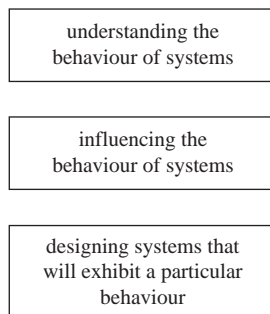 understanding the
behaviour of systems
influencing the
behaviour of systems
designing systems that
will exhibit a particular
behaviour